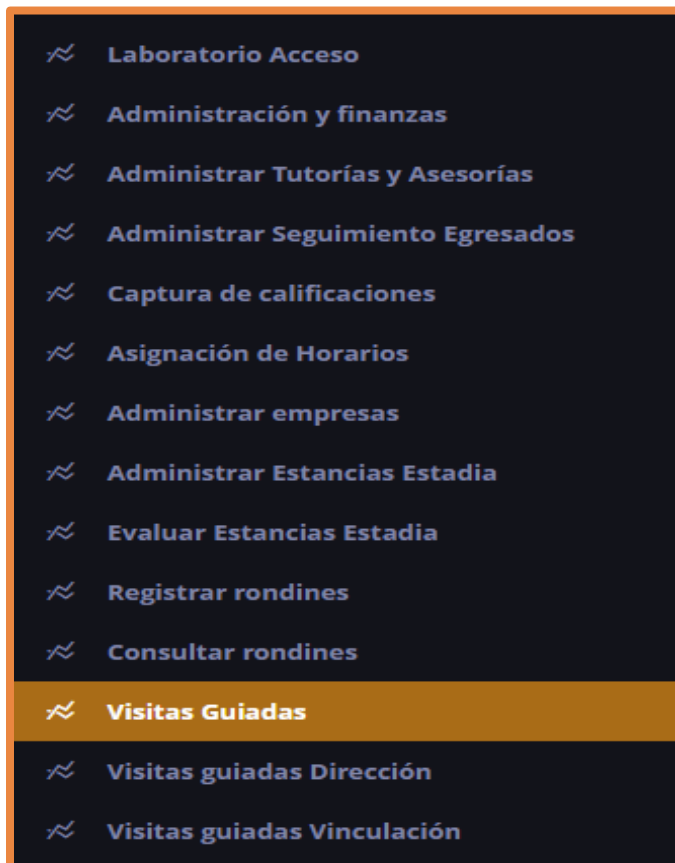 Laboratorio Acceso
Administración y finanzas
Administrar Tutorías y Asesorías
Administrar Seguimiento Egresados
Captura de calificaciones
Asignación de Horarios
Administrar empresas
Administrar Estancias Estadia
Evaluar Estancias Estadia
Registrar rondines
Consultar rondines
Visitas Guiadas
Visitas guiadas Dirección
Visitas guiadas Vinculación